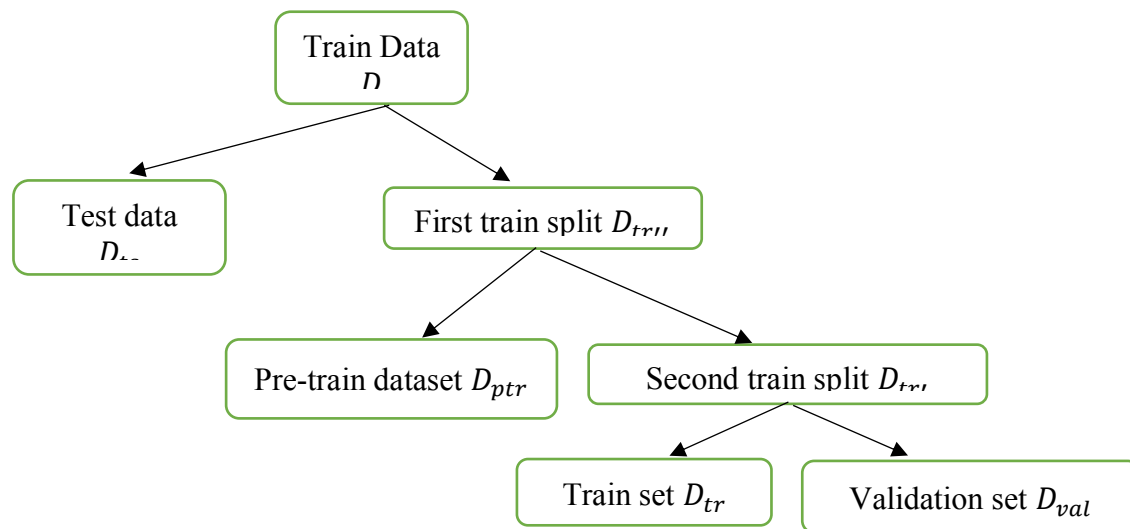 Train Data
D
Test data
D_te
First train split D_tr''
Pre-train dataset D_ptr
Second train split D_tr'
Train set D_tr
Validation set D_val